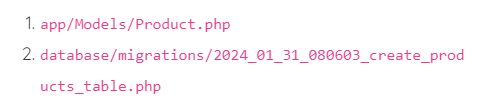 1. app/Models/Product.php
2. database/migrations/2024_01_31_080603_create_prod
ucts_table.php